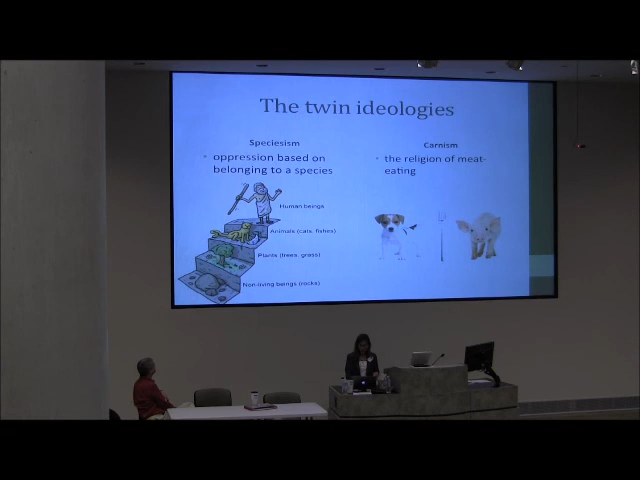 The twin ideologies
Speciesism
• oppression based on
belonging to a species
Human beings
Animals (cats, fishes)
Plants (trees, grass)
Non-living beings (rocks)
Carnism
• the religion of meat-
eating